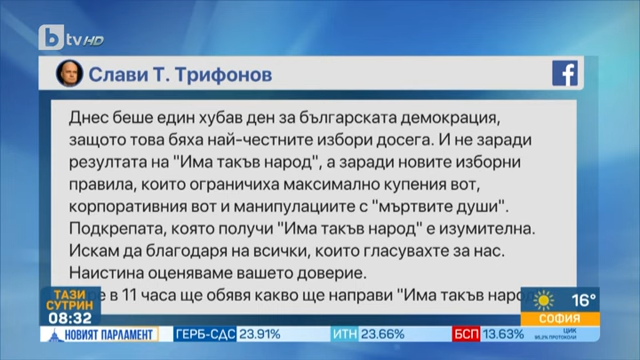 btv HD
Слави Т. Трифонов
Днес беше един хубав ден за българската демокрация,
защото това бяха най-честните избори досега. И не заради
резултата на "Има такъв народ", а заради новите изборни
правила, които ограничиха максимално купения вот,
корпоративния вот и манипулациите с "мъртвите души".
Подкрепата, която получи "Има такъв народ" е изумителна.
Искам да благодаря на всички, които гласувахте за нас.
Наистина оценяваме вашето доверие.
в 11 часа ще обявя какво ще направи "Има такъв народ
ТАЗИ
СУТРИН
08:32
16°
СОФИЯ
НОВИЯТ ПАРЛАМЕНТ
ГЕРБ-СДС 23.91% ИТН 23.66% БСП 13.63%
ЦИК
ПРОТОКОЛИ